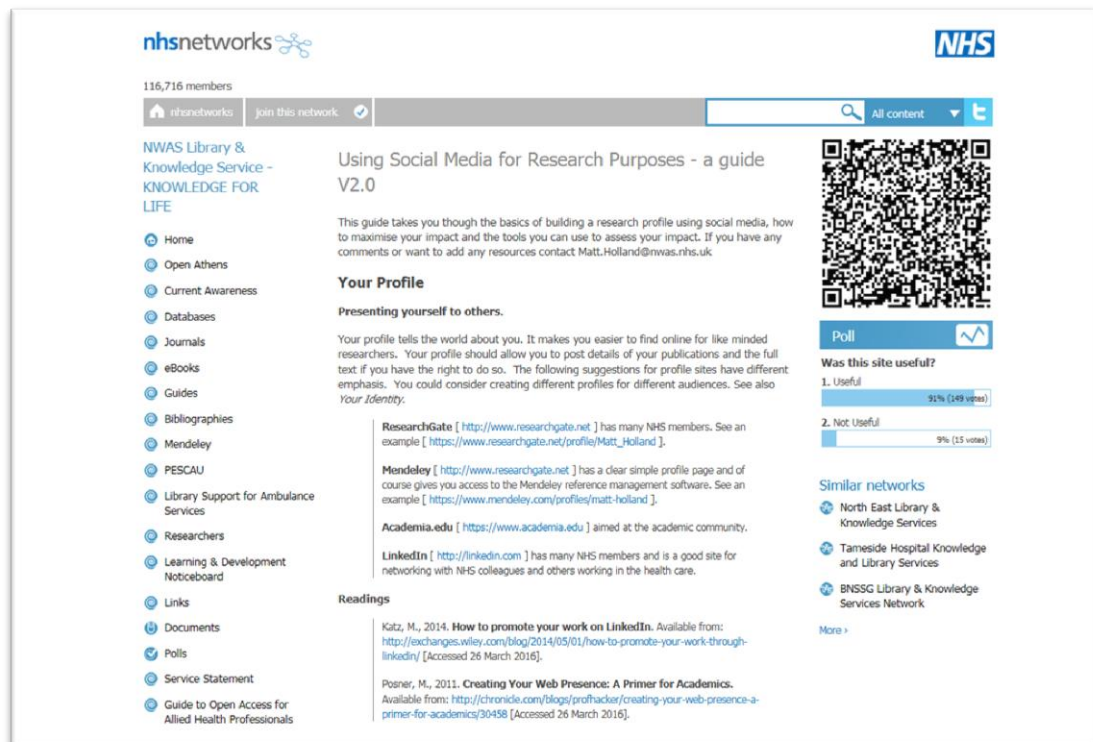 nhsnetworks
NHS
116,716 members
nhsnetworks
join this network
All content
NWAS Library &
Knowledge Service -
KNOWLEDGE FOR
LIFE
Home
Open Athens
Current Awareness
Databases
Journals
eBooks
Guides
Bibliographies
Mendeley
PESCAU
Library Support for Ambulance
Services
Researchers
Learning & Development
Noticeboard
Links
Documents
Polls
Service Statement
Guide to Open Access for
Allied Health Professionals
Using Social Media for Research Purposes - a guide
V2.0
This guide takes you though the basics of building a research profile using social media, how
to maximise your impact and the tools you can use to assess your impact. If you have any
comments or want to add any resources contact Matt.Holland@nwas.nhs.uk
Your Profile
Presenting yourself to others.
Your profile tells the world about you. It makes you easier to find online for like minded
researchers. Your profile should allow you to post details of your publications and the full
text if you have the right to do so. The following suggestions for profile sites have different
emphasis. You could consider creating different profiles for different audiences. See also
Your Identity.
ResearchGate [ http://www.researchgate.net ] has many NHS members. See an
example [ https://www.researchgate.net/profile/Matt_Holland ].
Mendeley [ http://www.researchgate.net ] has a clear simple profile page and of
course gives you access to the Mendeley reference management software. See an
example [ https://www.mendeley.com/profiles/matt-holland ].
Academia.edu [ https://www.academia.edu ] aimed at the academic community.
LinkedIn [ http://linkedin.com ] has many NHS members and is a good site for
networking with NHS colleagues and others working in the health care.
Readings
Katz, M., 2014. How to promote your work on LinkedIn. Available from:
http://exchanges.wiley.com/blog/2014/05/01/how-to-promote-your-work-through-
linkedin/ [Accessed 26 March 2016].
Posner, M., 2011. Creating Your Web Presence: A Primer for Academics.
Available from: http://chronicle.com/blogs/profhacker/creating-your-web-presence-a-
primer-for-academics/30458 [Accessed 26 March 2016].
Poll
Was this site useful?
1. Useful
91% (149 votes)
2. Not Useful
9% (15 votes)
Similar networks
North East Library &
Knowledge Services
Tameside Hospital Knowledge
and Library Services
BNSSG Library & Knowledge
Services Network
More ›